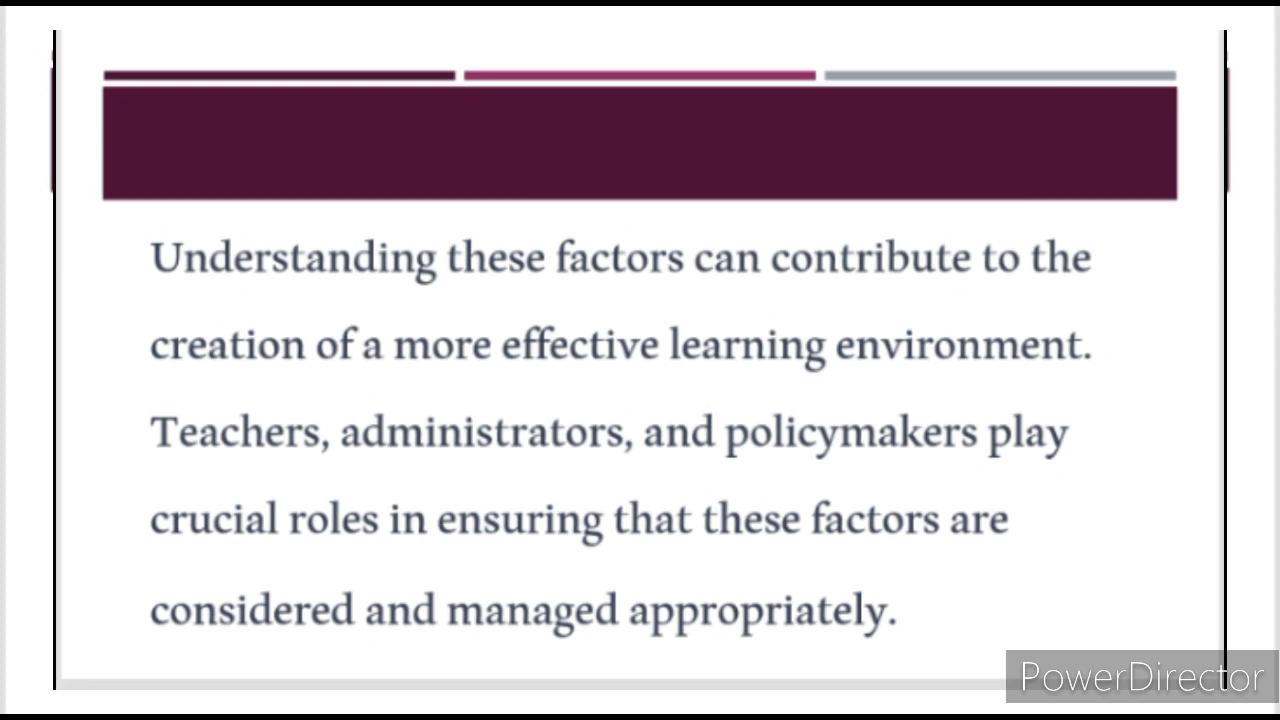 Understanding these factors can contribute to the
creation of a more effective learning environment.
Teachers, administrators, and policymakers play
crucial roles in ensuring that these factors are
considered and managed appropriately.
PowerDirector